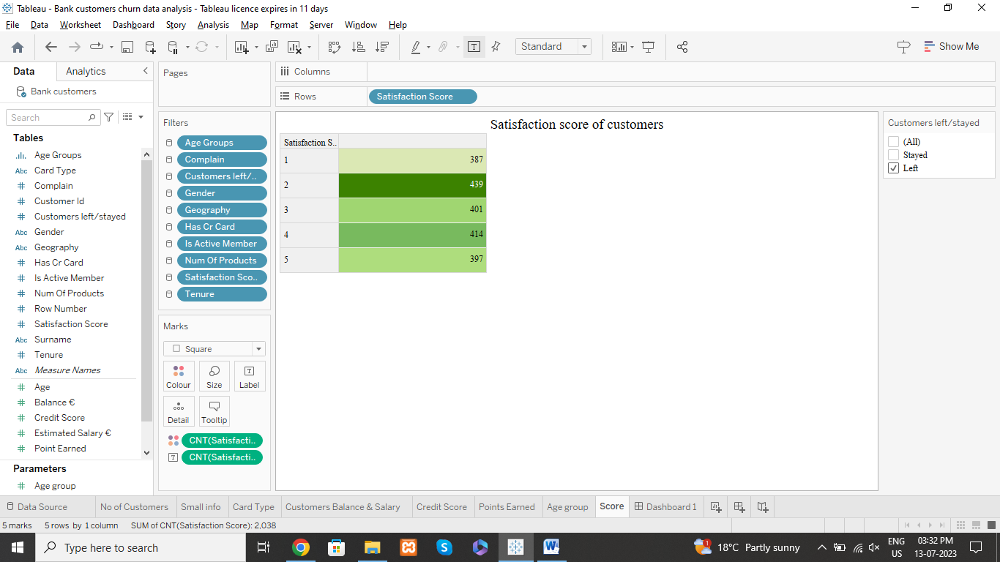 Tableau - Bank customers churn data analysis - Tableau licence expires in 11 days
File Data Worksheet Dashboard Story Analysis Map Format Server Window Help
Standard
Show Me
Data Analytics
Bank customers
Search
Tables
Age Groups
Abc Card Type
Complain
Customer Id
Customers left/stayed
Abc Gender
Abc Geography
Has Cr Card
Is Active Member
Num Of Products
Row Number
Satisfaction Score
Abc Surname
Tenure
Abc Measure Names
Age
Balance €
Credit Score
Estimated Salary €
Point Earned
Parameters
Age group
Pages
Filters
Age Groups
Complain
Customers left/..
Gender
Geography
Has Cr Card
Is Active Member
Num Of Products
Satisfaction Sco..
Tenure
Marks
Square
Colour Size Label
Detail Tooltip
CNT(Satisfacti..
CNT(Satisfacti..
Columns
Rows Satisfaction Score
Satisfaction score of customers
Satisfaction S..
1 387
2 439
3 401
4 414
5 397
Customers left/stayed
(All)
Stayed
Left
Data Source No of Customers Small info Card Type Customers Balance & Salary Credit Score Points Earned Age group Score Dashboard 1
5 marks 5 rows by 1 column SUM of CNT(Satisfaction Score): 2,038
Type here to search
18°C Partly sunny
ENG
US
03:32 PM
13-07-2023